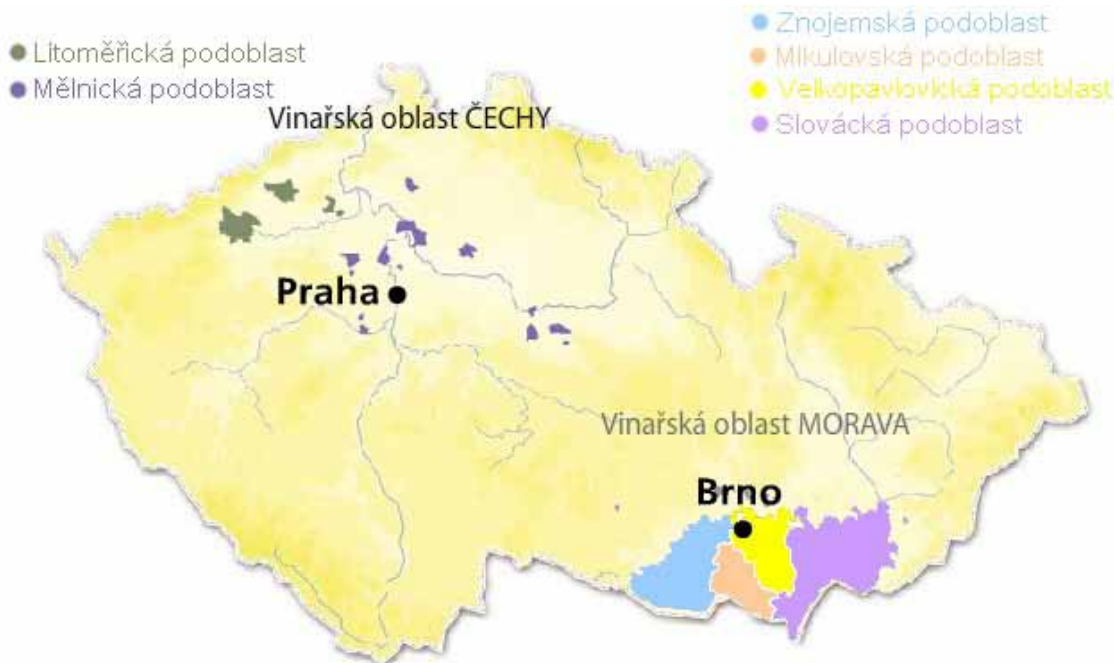 Litoměřická podoblast
Mělnická podoblast
Znojemská podoblast
Mikulovská podoblast
Velkopavlovická podoblast
Slovácká podoblast
Vinařská oblast ČECHY
Praha
Vinařská oblast MORAVA
Brno